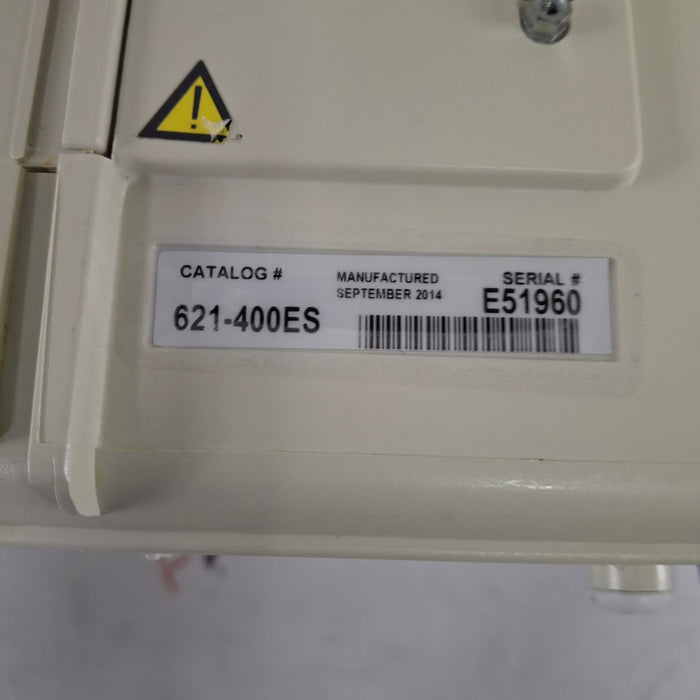 !
CATALOG #
621-400ES
MANUFACTURED
SEPTEMBER 2014
SERIAL #
E51960